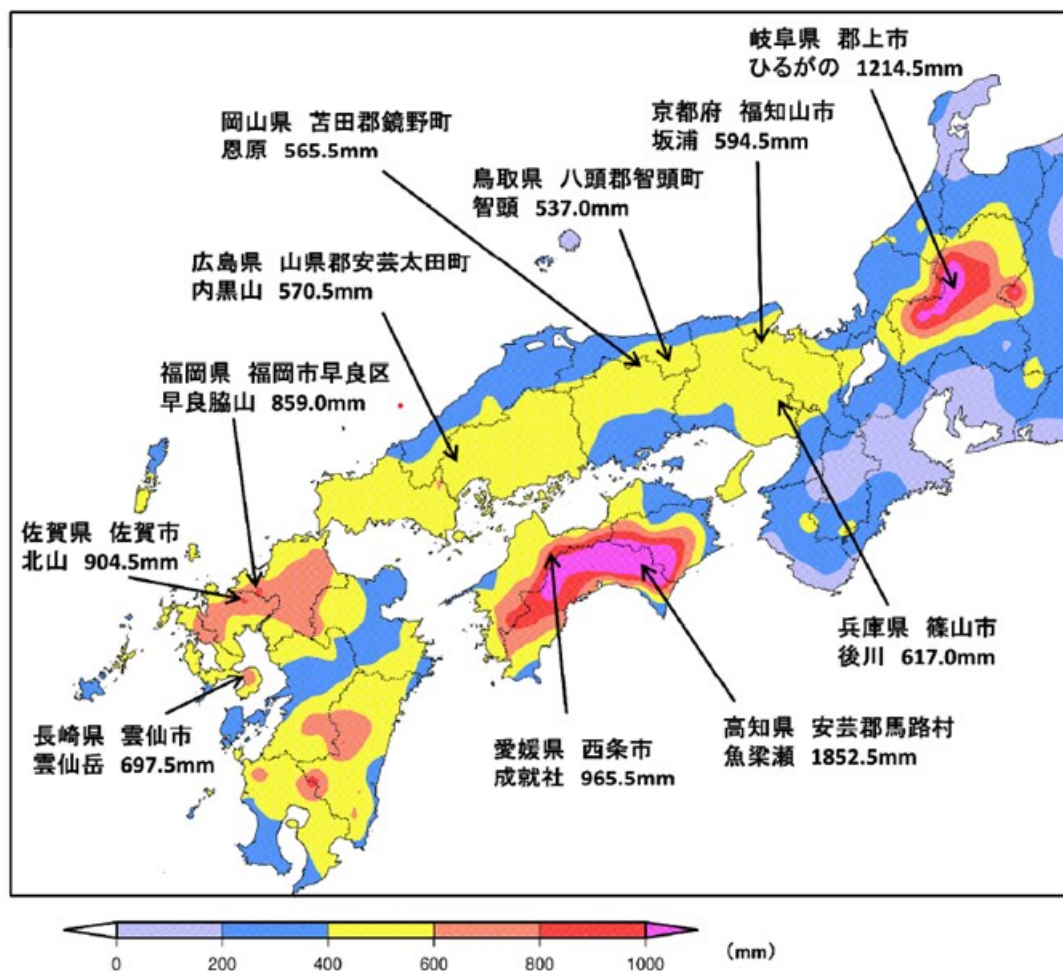 岐阜県 郡上市
ひるがの 1214.5mm
京都府 福知山市
坂浦 594.5mm
岡山県 苫田郡鏡野町
恩原 565.5mm
鳥取県 八頭郡智頭町
智頭 537.0mm
広島県 山県郡安芸太田町
内黒山 570.5mm
福岡県 福岡市早良区
早良脇山 859.0mm
佐賀県 佐賀市
北山 904.5mm
兵庫県 篠山市
後川 617.0mm
長崎県 雲仙市
雲仙岳 697.5mm
愛媛県 西条市
成就社 965.5mm
高知県 安芸郡馬路村
魚梁瀬 1852.5mm
0 200 400 600 800 1000 (mm)